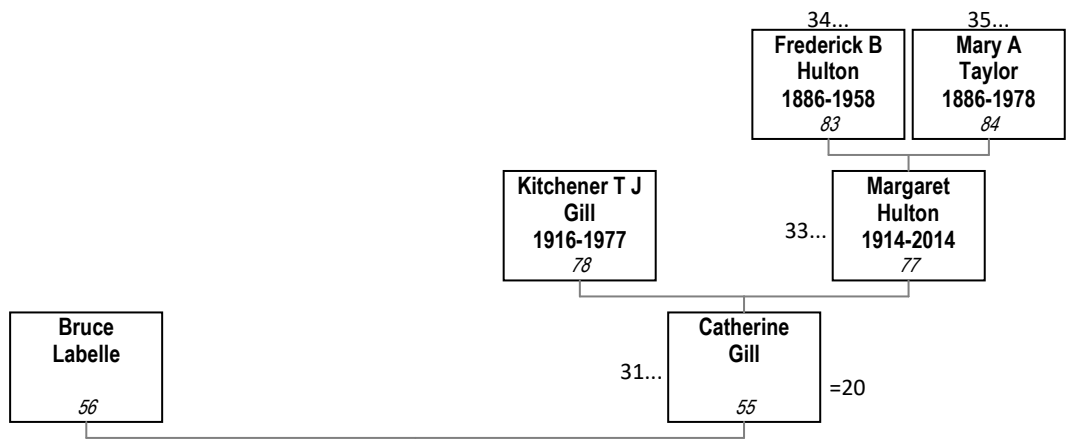 34...
35...
Frederick B
Hulton
1886-1958
83
Mary A
Taylor
1886-1978
84
Kitchener T J
Gill
1916-1977
78
33...
Margaret
Hulton
1914-2014
77
Bruce
Labelle
56
31...
Catherine
Gill
55
=20